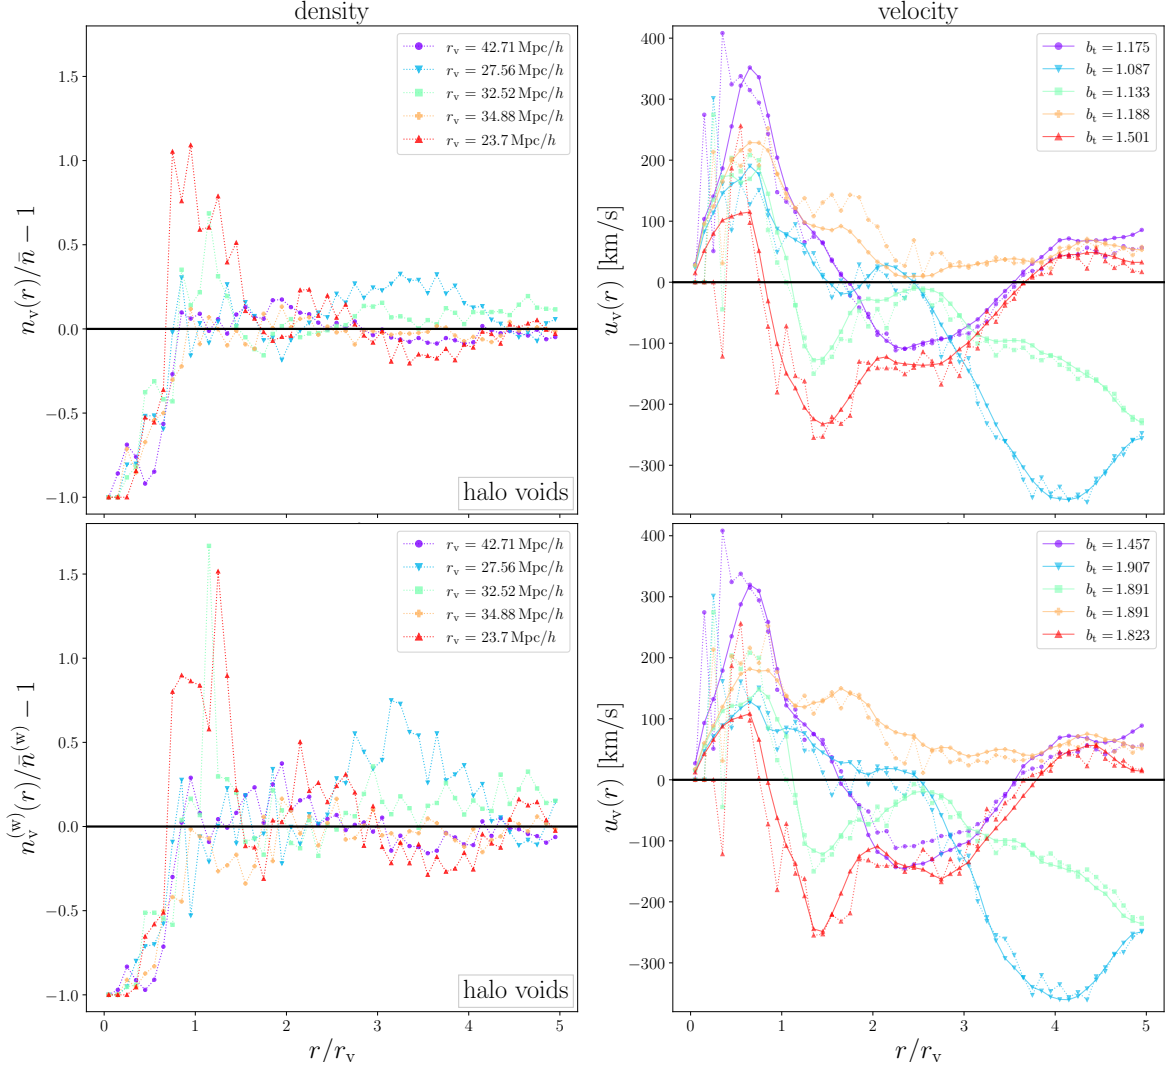 density
velocity
n_v(r)/n̄ − 1
1.5
1.0
0.5
0.0
−0.5
−1.0
r_v = 42.71 Mpc/h
r_v = 27.56 Mpc/h
r_v = 32.52 Mpc/h
r_v = 34.88 Mpc/h
r_v = 23.7 Mpc/h
halo voids
u_v(r) [km/s]
400
300
200
100
0
−100
−200
−300
b_t = 1.175
b_t = 1.087
b_t = 1.133
b_t = 1.188
b_t = 1.501
n_v^(w)(r)/n̄^(w) − 1
1.5
1.0
0.5
0.0
−0.5
−1.0
r_v = 42.71 Mpc/h
r_v = 27.56 Mpc/h
r_v = 32.52 Mpc/h
r_v = 34.88 Mpc/h
r_v = 23.7 Mpc/h
halo voids
0 1 2 3 4 5
r/r_v
u_v(r) [km/s]
400
300
200
100
0
−100
−200
−300
b_t = 1.457
b_t = 1.907
b_t = 1.891
b_t = 1.891
b_t = 1.823
0 1 2 3 4 5
r/r_v